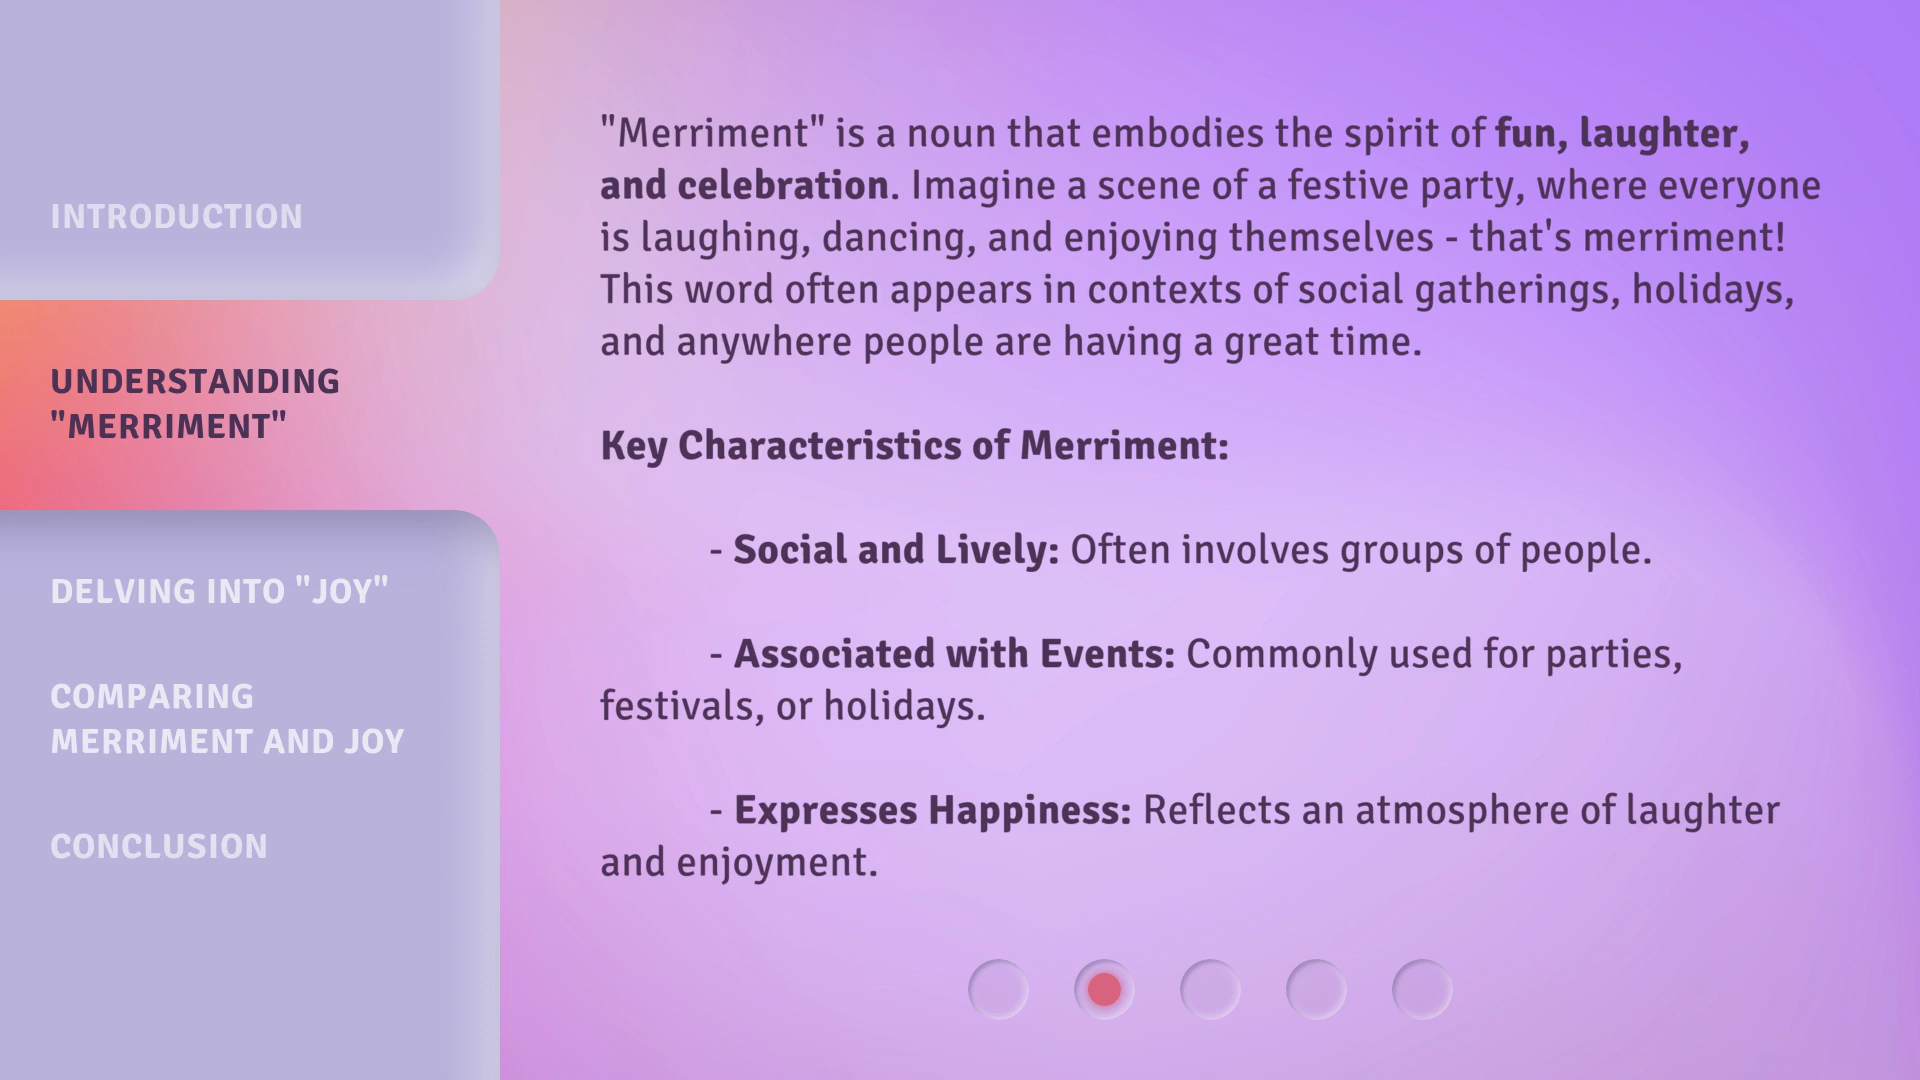 INTRODUCTION
UNDERSTANDING
"MERRIMENT"
DELVING INTO "JOY"
COMPARING
MERRIMENT AND JOY
CONCLUSION
"Merriment" is a noun that embodies the spirit of fun, laughter,
and celebration. Imagine a scene of a festive party, where everyone
is laughing, dancing, and enjoying themselves - that's merriment!
This word often appears in contexts of social gatherings, holidays,
and anywhere people are having a great time.
Key Characteristics of Merriment:
- Social and Lively: Often involves groups of people.
- Associated with Events: Commonly used for parties,
festivals, or holidays.
- Expresses Happiness: Reflects an atmosphere of laughter
and enjoyment.